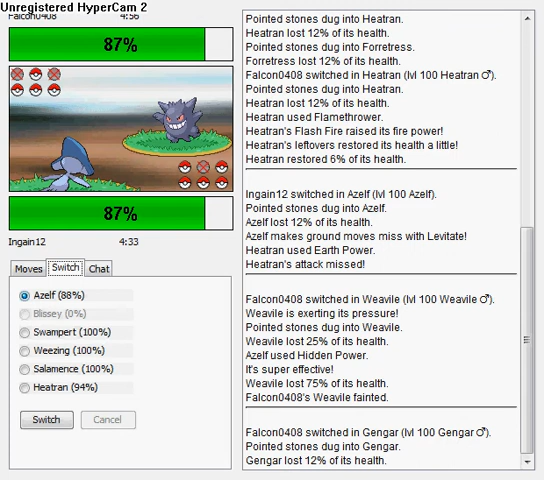 Unregistered HyperCam 2
Falcon0408 4:56
87%
87%
Ingain12 4:33
Moves Switch Chat
Azelf (88%)
Blissey (0%)
Swampert (100%)
Weezing (100%)
Salamence (100%)
Heatran (94%)
Switch Cancel
Pointed stones dug into Heatran.
Heatran lost 12% of its health.
Pointed stones dug into Forretress.
Forretress lost 12% of its health.
Falcon0408 switched in Heatran (lvl 100 Heatran ♂).
Pointed stones dug into Heatran.
Heatran lost 12% of its health.
Heatran used Flamethrower.
Heatran's Flash Fire raised its fire power!
Heatran's leftovers restored its health a little!
Heatran restored 6% of its health.
Ingain12 switched in Azelf (lvl 100 Azelf).
Pointed stones dug into Azelf.
Azelf lost 12% of its health.
Azelf makes ground moves miss with Levitate!
Heatran used Earth Power.
Heatran's attack missed!
Falcon0408 switched in Weavile (lvl 100 Weavile ♂).
Weavile is exerting its pressure!
Pointed stones dug into Weavile.
Weavile lost 25% of its health.
Azelf used Hidden Power.
It's super effective!
Weavile lost 75% of its health.
Falcon0408's Weavile fainted.
Falcon0408 switched in Gengar (lvl 100 Gengar ♂).
Pointed stones dug into Gengar.
Gengar lost 12% of its health.